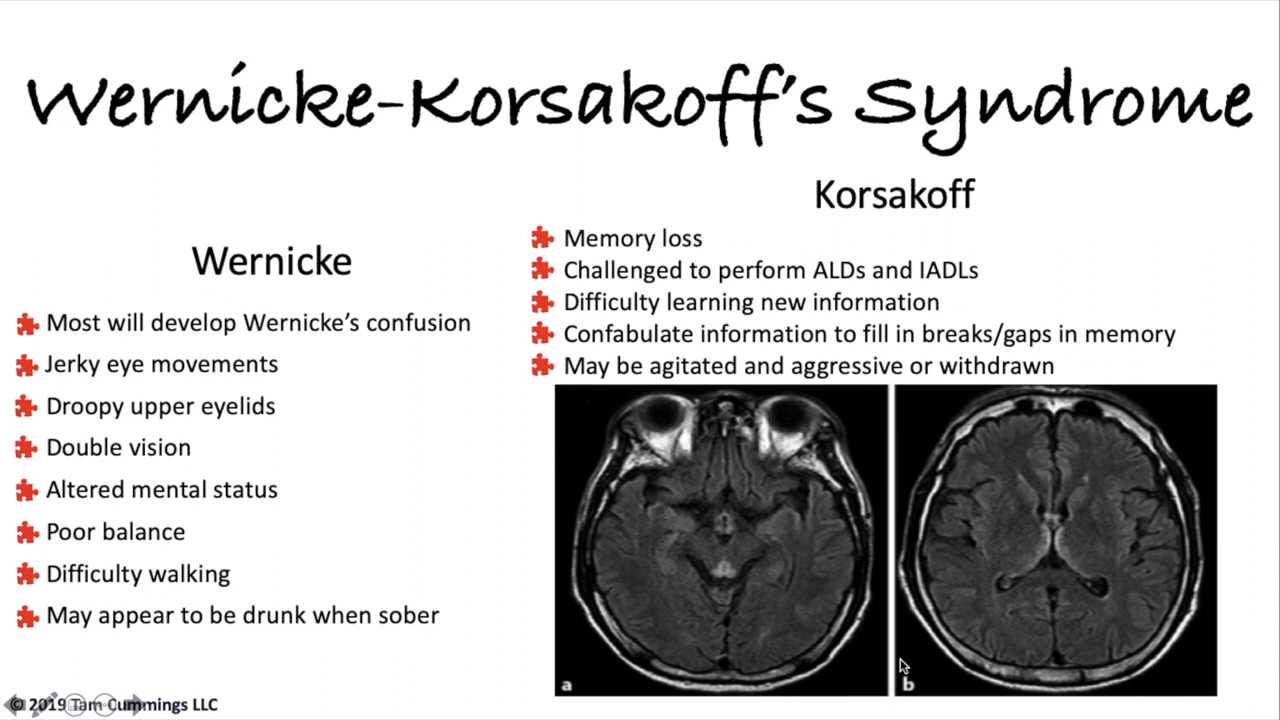 Wernicke-Korsakoff's Syndrome
Wernicke
Most will develop Wernicke's confusion
Jerky eye movements
Droopy upper eyelids
Double vision
Altered mental status
Poor balance
Difficulty walking
May appear to be drunk when sober
Korsakoff
Memory loss
Challenged to perform ALDs and IADLs
Difficulty learning new information
Confabulate information to fill in breaks/gaps in memory
May be agitated and aggressive or withdrawn
a
b
© 2019 Tam Cummings LLC